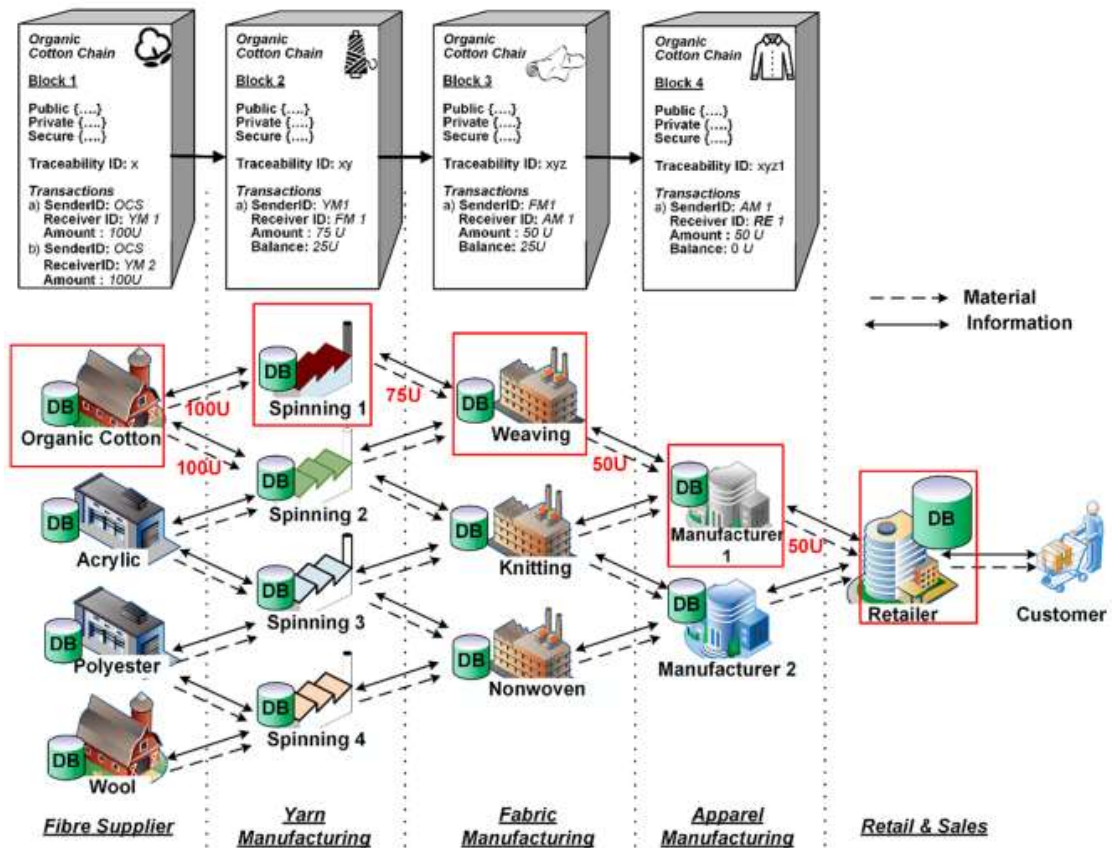 Organic
Cotton Chain
Block 1
Public {....}
Private {....}
Secure {....}
Traceability ID: x
Transactions
a) SenderID: OCS
Receiver ID: YM 1
Amount : 100U
b) SenderID: OCS
ReceiverID: YM 2
Amount : 100U
Organic
Cotton Chain
Block 2
Public {....}
Private {....}
Secure {....}
Traceability ID: xy
Transactions
a) SenderID: YM1
Receiver ID: FM 1
Amount : 75 U
Balance: 25U
Organic
Cotton Chain
Block 3
Public {....}
Private {....}
Secure {....}
Traceability ID: xyz
Transactions
a) SenderID: FM1
Receiver ID: AM 1
Amount : 50 U
Balance: 25U
Organic
Cotton Chain
Block 4
Public {....}
Private {....}
Secure {....}
Traceability ID: xyz1
Transactions
a) SenderID: AM 1
Receiver ID: RE 1
Amount : 50 U
Balance: 0 U
Material
Information
DB
Organic Cotton
100U
100U
DB
Spinning 1
75U
DB
Weaving
50U
DB
Acrylic
DB
Spinning 2
DB
Knitting
DB
Manufacturer
1
50U
DB
Retailer
Customer
DB
Polyester
DB
Spinning 3
DB
Nonwoven
DB
Manufacturer 2
DB
Wool
DB
Spinning 4
Fibre Supplier
Yarn
Manufacturing
Fabric
Manufacturing
Apparel
Manufacturing
Retail & Sales